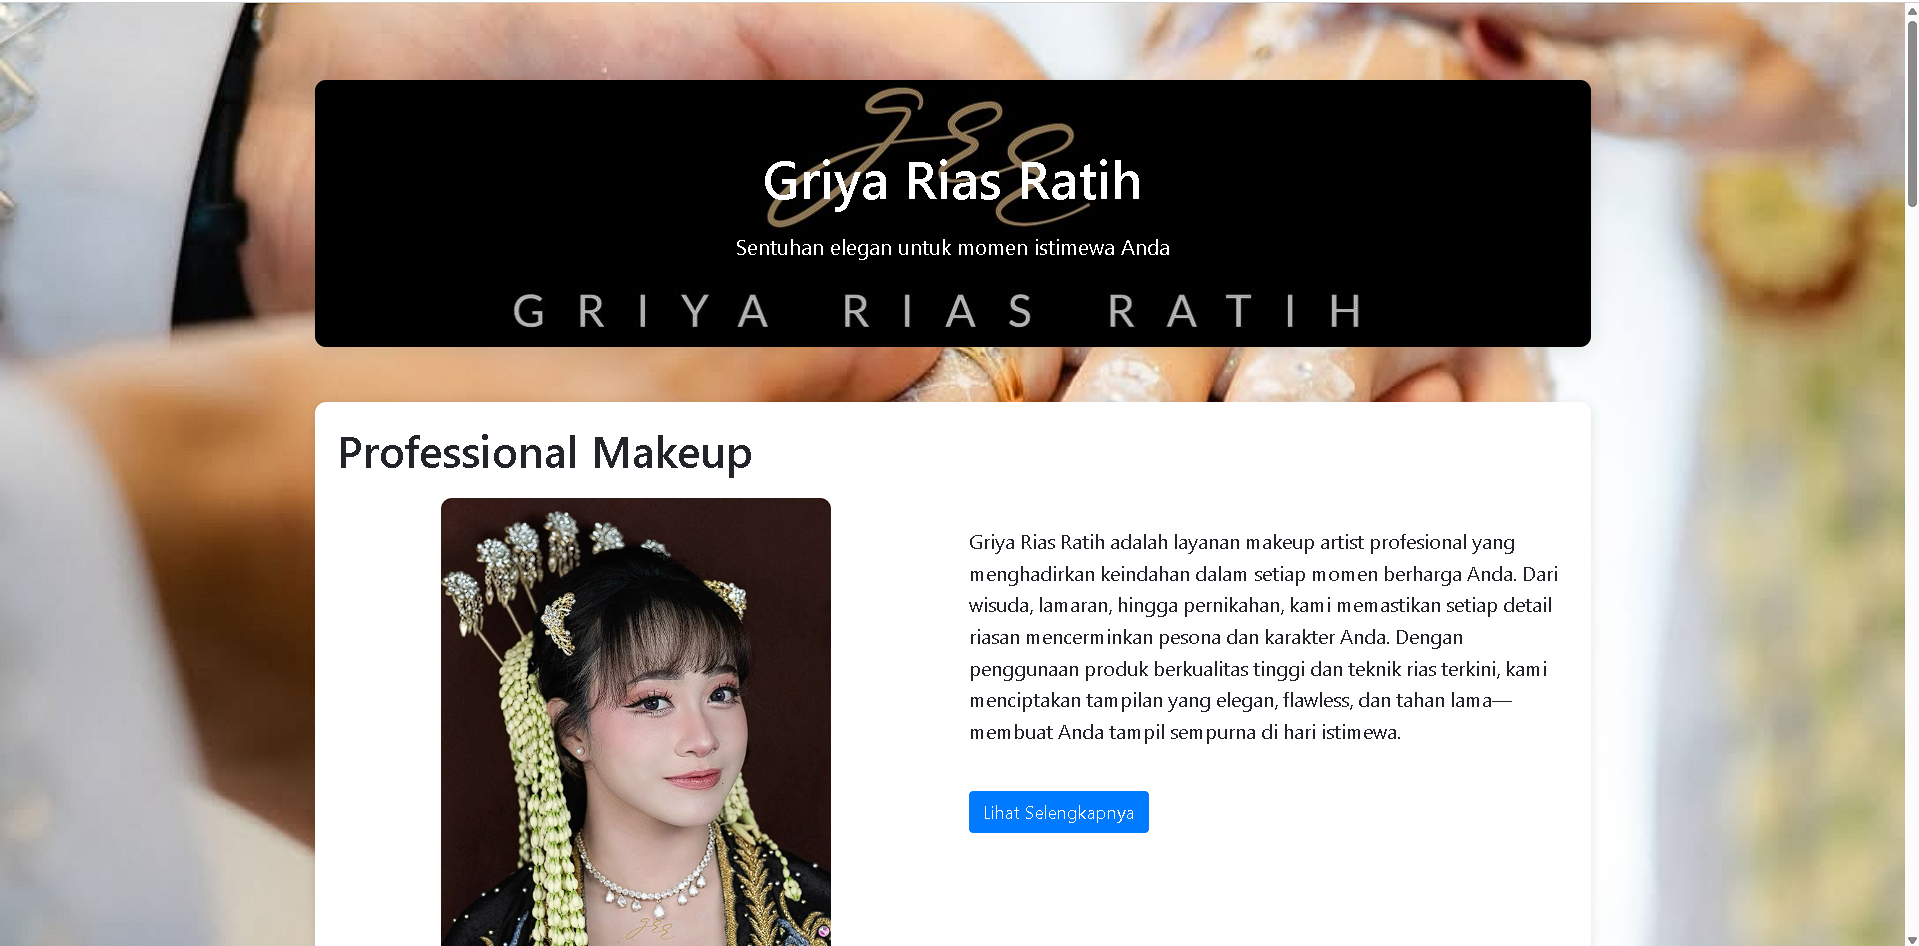 Griya Rias Ratih
Sentuhan elegan untuk momen istimewa Anda
GRIYA RIAS RATIH
Professional Makeup
Griya Rias Ratih adalah layanan makeup artist profesional yang
menghadirkan keindahan dalam setiap momen berharga Anda. Dari
wisuda, lamaran, hingga pernikahan, kami memastikan setiap detail
riasan mencerminkan pesona dan karakter Anda. Dengan
penggunaan produk berkualitas tinggi dan teknik rias terkini, kami
menciptakan tampilan yang elegan, flawless, dan tahan lama—
membuat Anda tampil sempurna di hari istimewa.
Lihat Selengkapnya